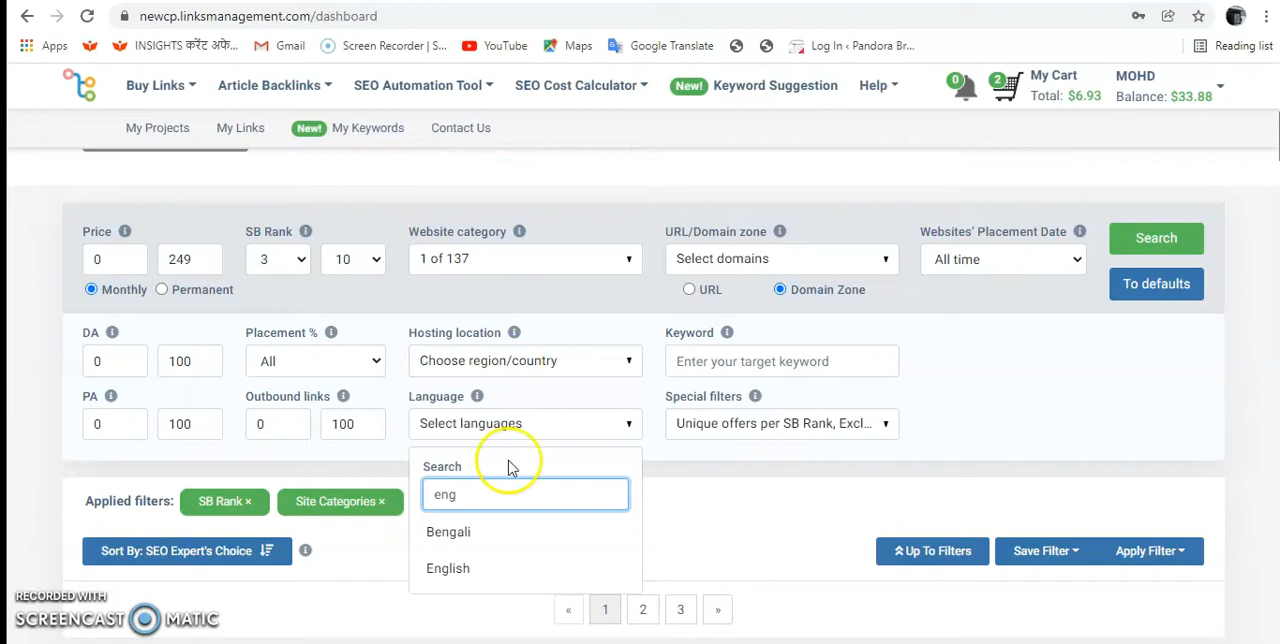 newcp.linksmanagement.com/dashboard
Apps
INSIGHTS करेंट अफे...
Gmail
Screen Recorder | S...
YouTube
Maps
Google Translate
Log In ‹ Pandora Br...
Reading list
Buy Links
Article Backlinks
SEO Automation Tool
SEO Cost Calculator
New! Keyword Suggestion
Help
0
2
My Cart
Total: $6.93
MOHD
Balance: $33.88
My Projects
My Links
New! My Keywords
Contact Us
Price
SB Rank
Website category
URL/Domain zone
Websites' Placement Date
Search
0
249
3
10
1 of 137
Select domains
All time
Monthly
Permanent
URL
Domain Zone
To defaults
DA
Placement %
Hosting location
Keyword
0
100
All
Choose region/country
Enter your target keyword
PA
Outbound links
Language
Special filters
0
100
0
100
Select languages
Unique offers per SB Rank, Excl...
Search
eng
Bengali
English
Applied filters:
SB Rank ×
Site Categories ×
Sort By: SEO Expert's Choice
Up To Filters
Save Filter
Apply Filter
«
1
2
3
»
RECORDED WITH
SCREENCAST MATIC